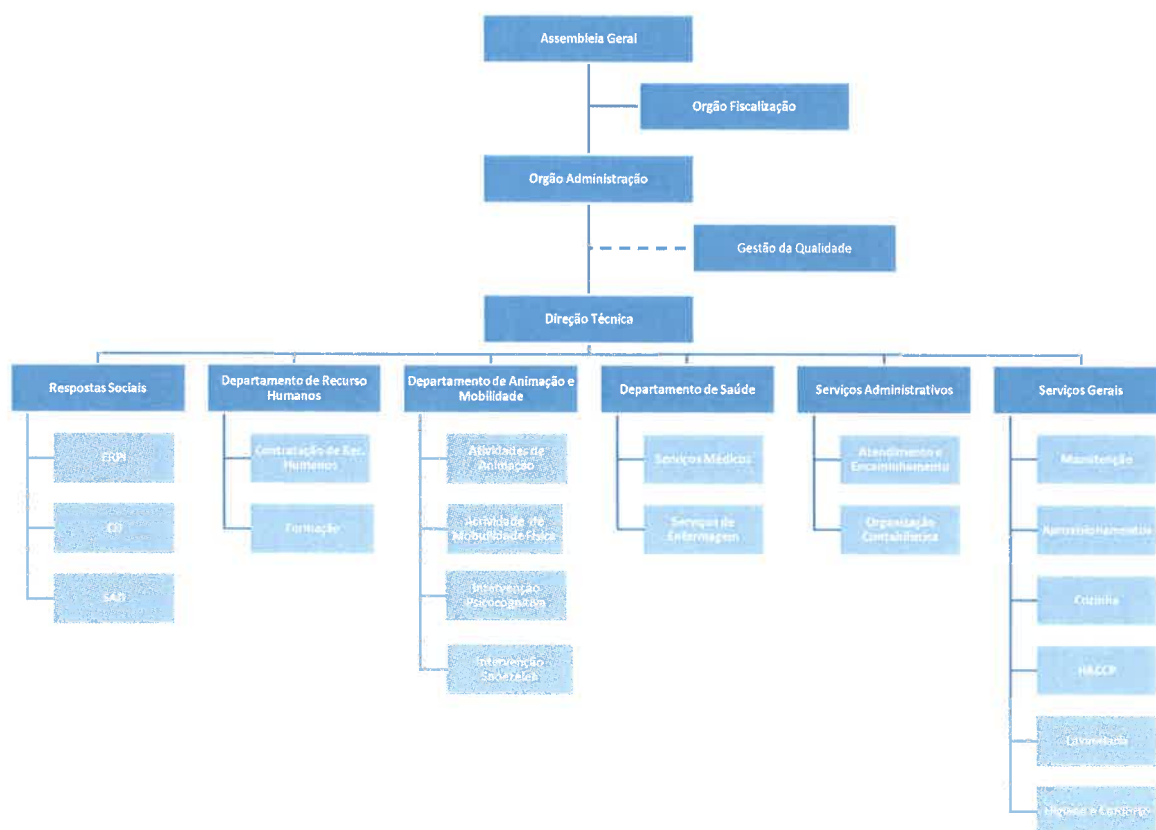 Assembleia Geral
Orgão Fiscalização
Orgão Administração
Gestão da Qualidade
Direção Técnica
Respostas Sociais
Departamento de Recurso
Humanos
Departamento de Animação e
Mobilidade
Departamento de Saúde
Serviços Administrativos
Serviços Gerais
ERPI
Contratação de Rec.
Humanos
Atividades de
Animação
Serviços Médicos
Atendimento e
Encaminhamento
Manutenção
Formação
Actividade de
Mobilidade Física
Serviços de
Enfermagem
Organização
Contabilística
Aprovisionamentos
SAD
Intervenção
Psicocognitiva
Cozinha
Intervenção
Snoezelen
HACCP
Lavandaria
Higiene e Conforto